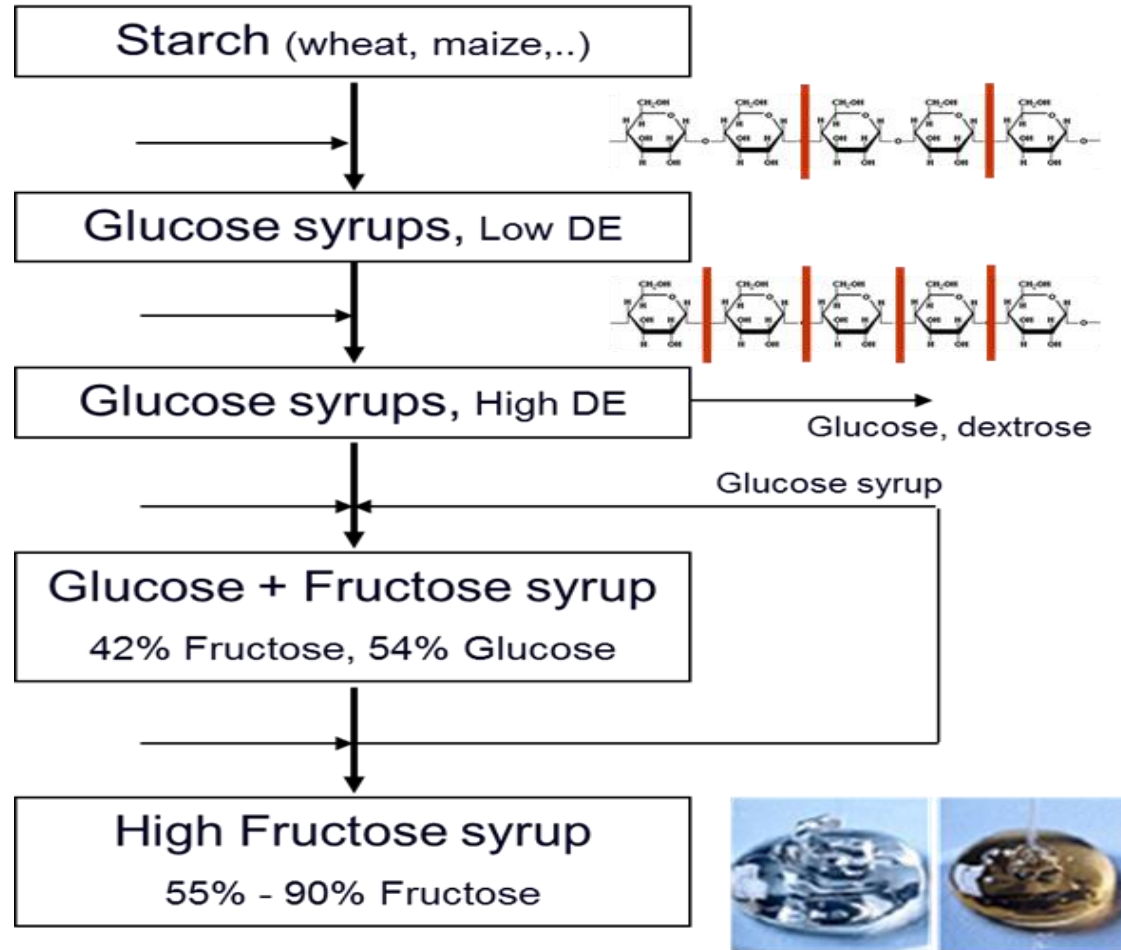 Starch (wheat, maize,..)
Glucose syrups, Low DE
Glucose syrups, High DE
Glucose, dextrose
Glucose syrup
Glucose + Fructose syrup
42% Fructose, 54% Glucose
High Fructose syrup
55% - 90% Fructose